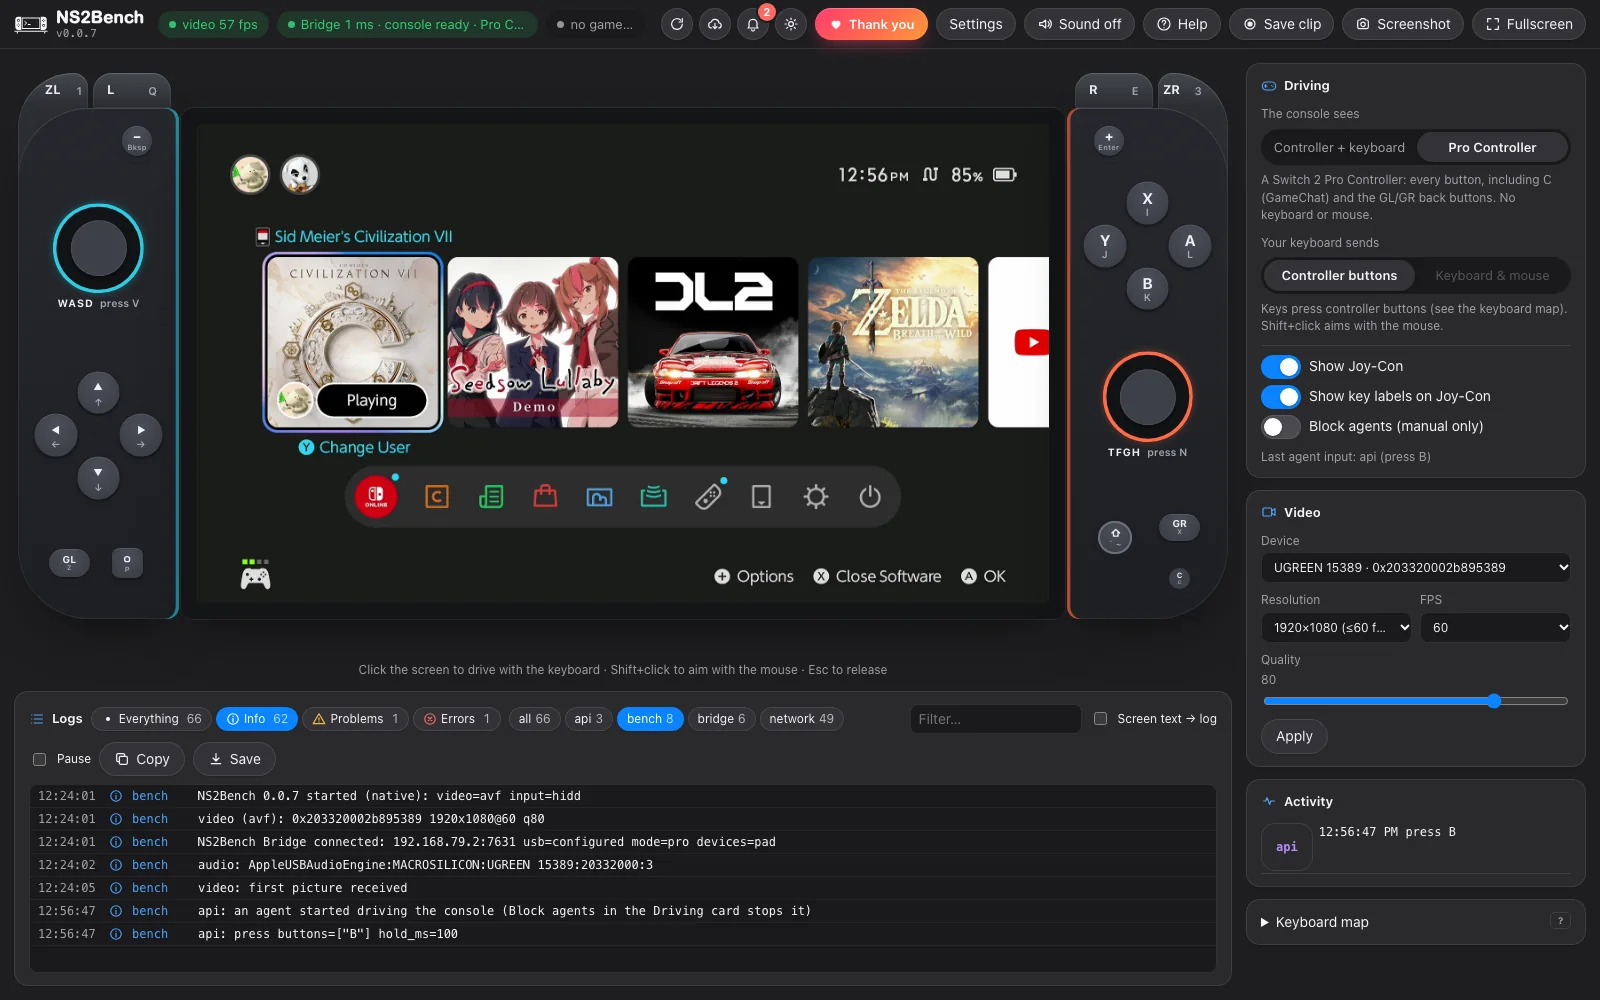 NS2Bench
v0.0.7
video 57 fps
Bridge 1 ms · console ready · Pro C...
no game...
2
Thank you
Settings
Sound off
Help
Save clip
Screenshot
Fullscreen
ZL 1
L Q
R E
ZR 3
−
Bksp
+
Enter
WASD press V
X
I
Y
J
A
L
B
K
TFGH press N
GL
Z
O
P
GR
X
C
12:56PM 85%
Sid Meier's Civilization VII
CIVILIZATION VII
Playing
Seedsow Lullaby
Demo
DL2
DRIFT LEGENDS 2
THE LEGEND OF
ZELDA
BREATH OF THE WILD
Y Change User
ONLINE
+ Options
X Close Software
A OK
Click the screen to drive with the keyboard · Shift+click to aim with the mouse · Esc to release
Driving
The console sees
Controller + keyboard
Pro Controller
A Switch 2 Pro Controller: every button, including C
(GameChat) and the GL/GR back buttons. No
keyboard or mouse.
Your keyboard sends
Controller buttons
Keyboard & mouse
Keys press controller buttons (see the keyboard map).
Shift+click aims with the mouse.
Show Joy-Con
Show key labels on Joy-Con
Block agents (manual only)
Last agent input: api (press B)
Video
Device
UGREEN 15389 · 0x203320002b895389
Resolution
FPS
1920×1080 (≤60 f...
60
Quality
80
Apply
Activity
api
12:56:47 PM press B
Keyboard map
?
Logs
Everything 66
Info 62
Problems 1
Errors 1
all 66
api 3
bench 8
bridge 6
network 49
Filter...
Screen text → log
Pause
Copy
Save
12:24:01 bench NS2Bench 0.0.7 started (native): video=avf input=hidd
12:24:01 bench video (avf): 0x203320002b895389 1920x1080@60 q80
12:24:01 bench NS2Bench Bridge connected: 192.168.79.2:7631 usb=configured mode=pro devices=pad
12:24:02 bench audio: AppleUSBAudioEngine:MACROSILICON:UGREEN 15389:20332000:3
12:24:05 bench video: first picture received
12:56:47 bench api: an agent started driving the console (Block agents in the Driving card stops it)
12:56:47 bench api: press buttons=["B"] hold_ms=100